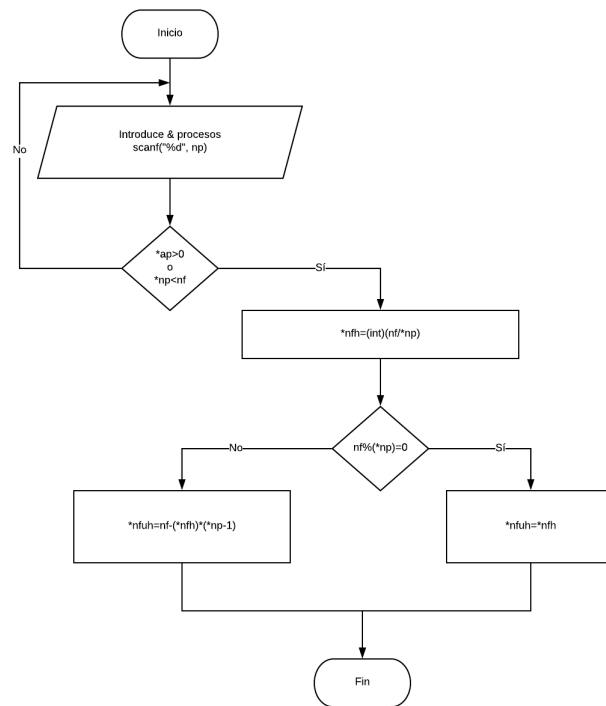 Inicio
No
Introduce & procesos
scanf("%d", np)
*ap>0
o
*np<nf
Sí
*nfh=(int)(nf/*np)
nf%(*np)=0
No
Sí
*nfuh=nf-(*nfh)*(*np-1)
*nfuh=*nfh
Fin